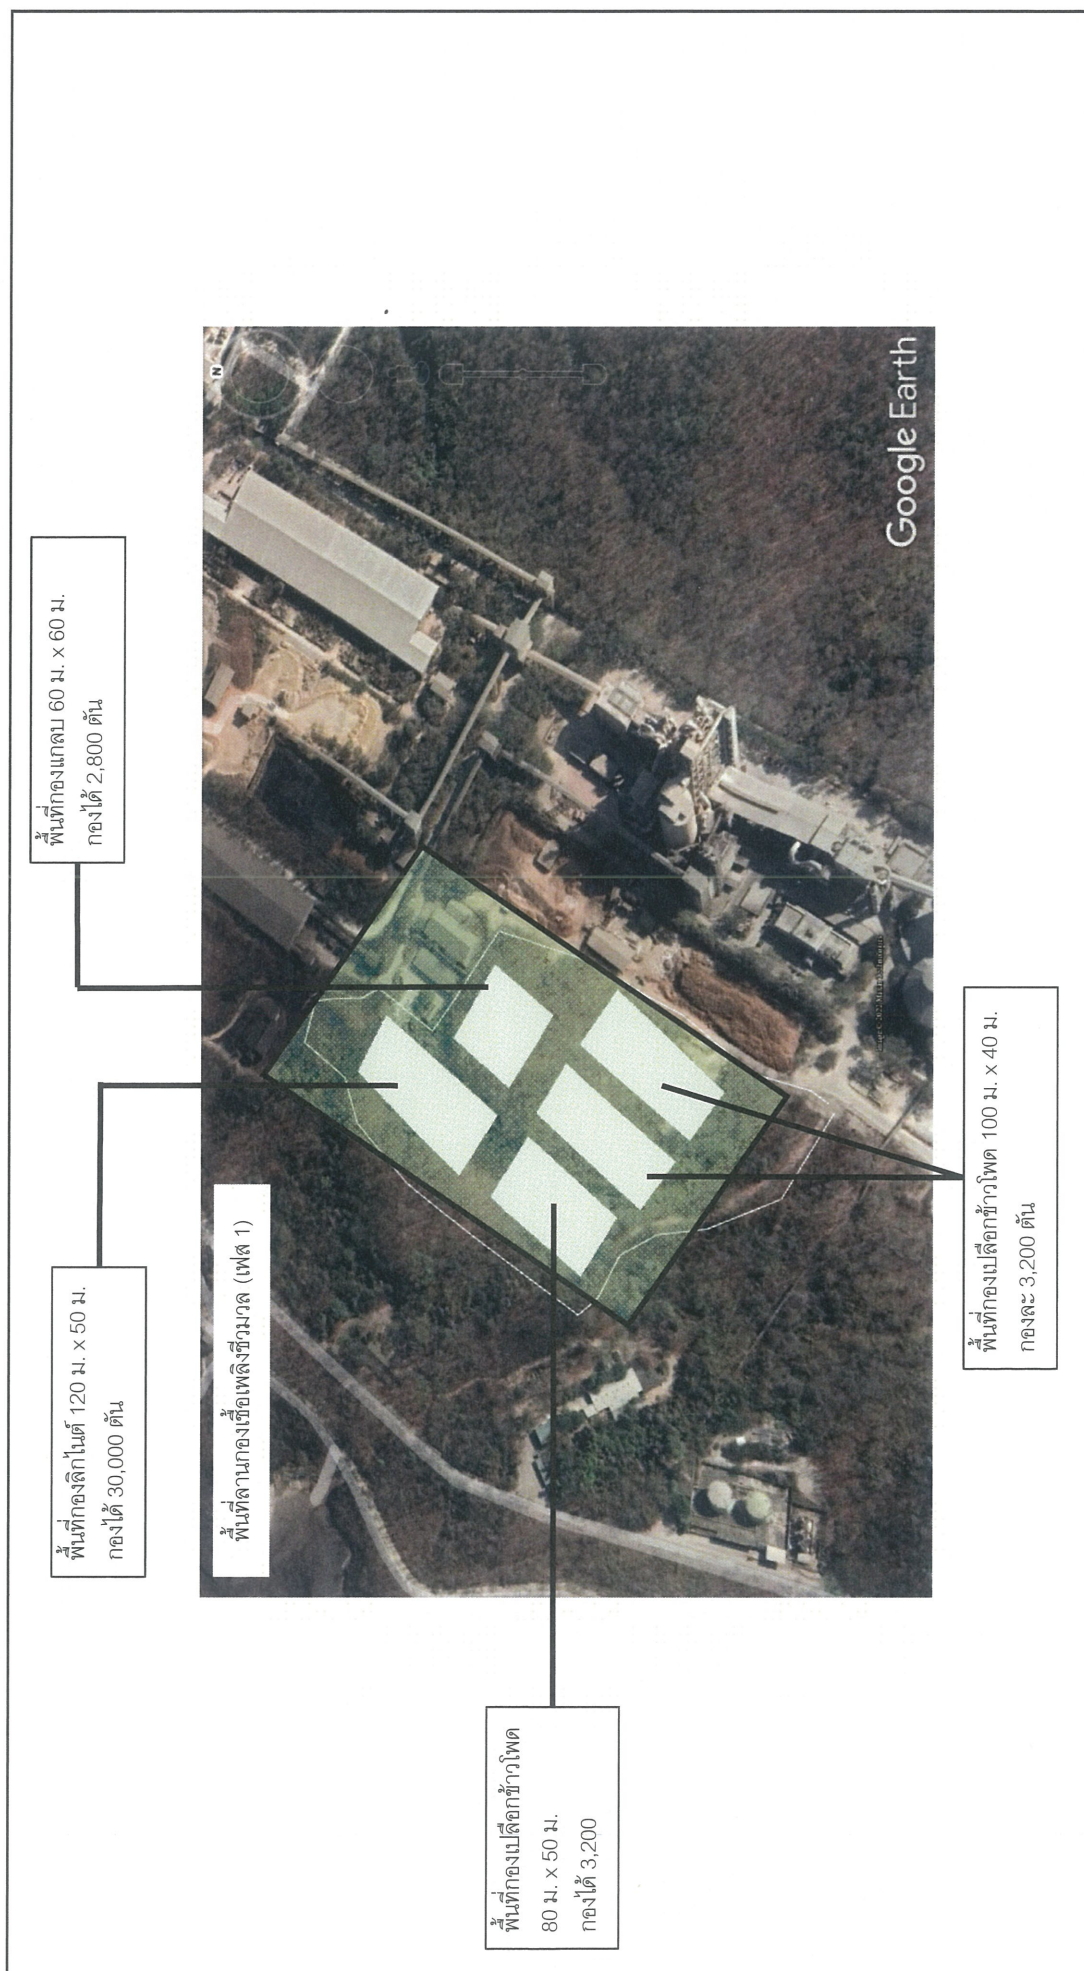 พื้นที่กองลิกไนต์ 120 ม. x 50 ม.
กองได้ 30,000 ตัน
พื้นที่กองแกลบ 60 ม. x 60 ม.
กองได้ 2,800 ตัน
พื้นที่ลานกองเชื้อเพลิงชีวมวล (เฟส 1)
N
พื้นที่กองเปลือกข้าวโพด
80 ม. x 50 ม.
กองได้ 3,200
พื้นที่กองเปลือกข้าวโพด 100 ม. x 40 ม.
กองละ 3,200 ตัน
Google Earth